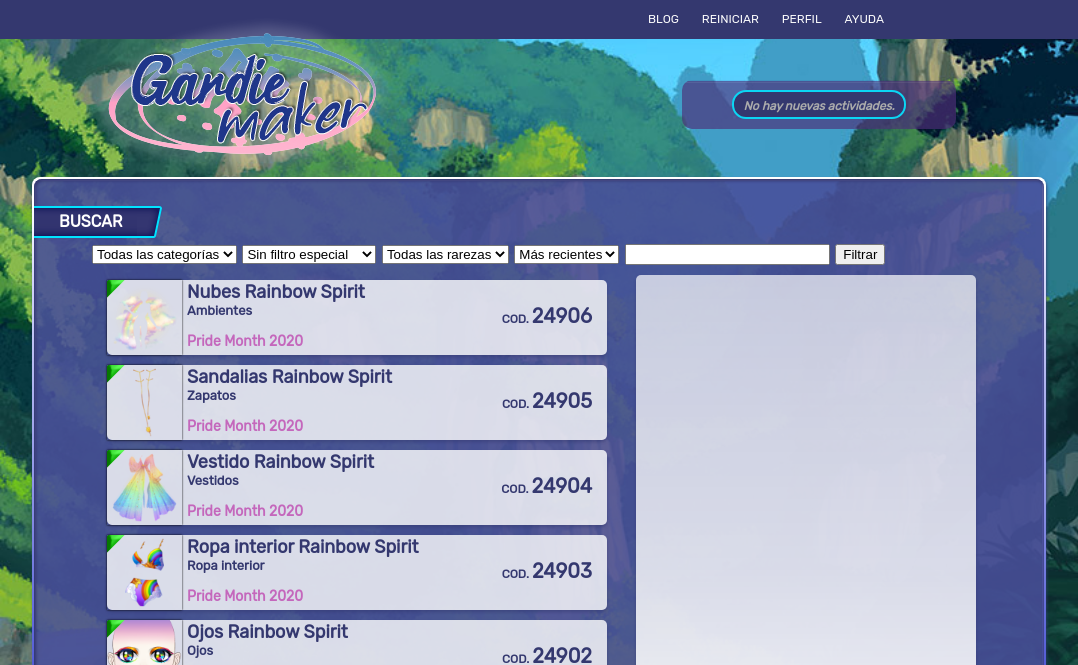 BLOG REINICIAR PERFIL AYUDA
Gardie
maker
No hay nuevas actividades.
BUSCAR
Todas las categorías Sin filtro especial Todas las rarezas Más recientes Filtrar
Nubes Rainbow Spirit
Ambientes
COD. 24906
Pride Month 2020
Sandalias Rainbow Spirit
Zapatos
COD. 24905
Pride Month 2020
Vestido Rainbow Spirit
Vestidos
COD. 24904
Pride Month 2020
Ropa interior Rainbow Spirit
Ropa interior
COD. 24903
Pride Month 2020
Ojos Rainbow Spirit
Ojos
COD. 24902